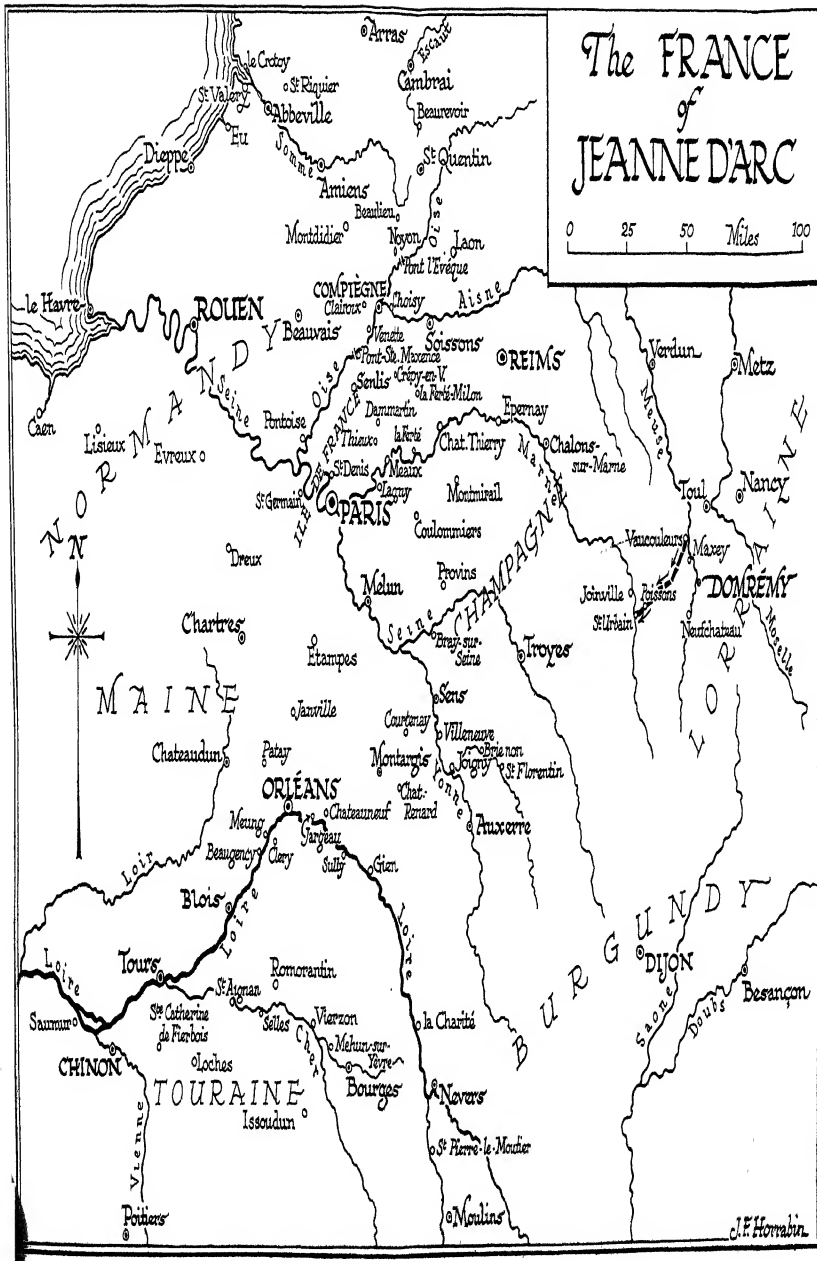 The FRANCE
of
JEANNE D'ARC
0 25 50 Miles 100
Arras
Escaut
le Crotoy
St Riquier
Cambrai
St Valery
Abbeville
Beaurevoir
Eu
Somme
Dieppe
St Quentin
Amiens
Beaulieu
Oise
Montdidier
Noyon
Laon
Pont l'Evêque
COMPIÈGNE
Clairoix
Choisy
Aisne
le Havre
ROUEN
Beauvais
Venette
Soissons
Pont-Ste. Maxence
REIMS
Verdun
Metz
Crépy-en-V.
Senlis
la Ferté-Milon
Oise
Seine
NORMANDY
Caen
Lisieux
Evreux
Pontoise
Dammartin
Epernay
Meuse
ILE DE FRANCE
Thieux
la Ferté
Chat. Thierry
Chalons-
sur-Marne
Marne
St Denis
Meaux
Lagny
St Germain
PARIS
Montmirail
Toul
Nancy
Coulommiers
Vaucouleurs
Maxey
N
Dreux
Provins
CHAMPAGNE
Melun
Joinville
Poissons
DOMRÉMY
St Urbain
Neufchateau
Moselle
LORRAINE
Chartres
Seine
Bray-sur-
Seine
Troyes
Etampes
MAINE
Sens
Janville
Courtenay
Villeneuve
Brienon
Chateaudun
Patay
Montargis
Joigny
St Florentin
Yonne
ORLÉANS
Chat.-
Renard
Chateauneuf
Meung
Jargeau
Auxerre
Beaugency
Clery
Sully
Gien
Loir
Blois
Loire
Loire
BURGUNDY
Loire
Tours
Romorantin
DIJON
Besançon
St Aignan
Saone
Doubs
Saumur
Ste Catherine
de Fierbois
Selles
Vierzon
la Charité
CHINON
Cher
Mehun-sur-
Yèvre
Loches
Bourges
TOURAINE
Nevers
Issoudun
Vienne
St Pierre-le-Moutier
Poitiers
Moulins
J.F. Horrabin